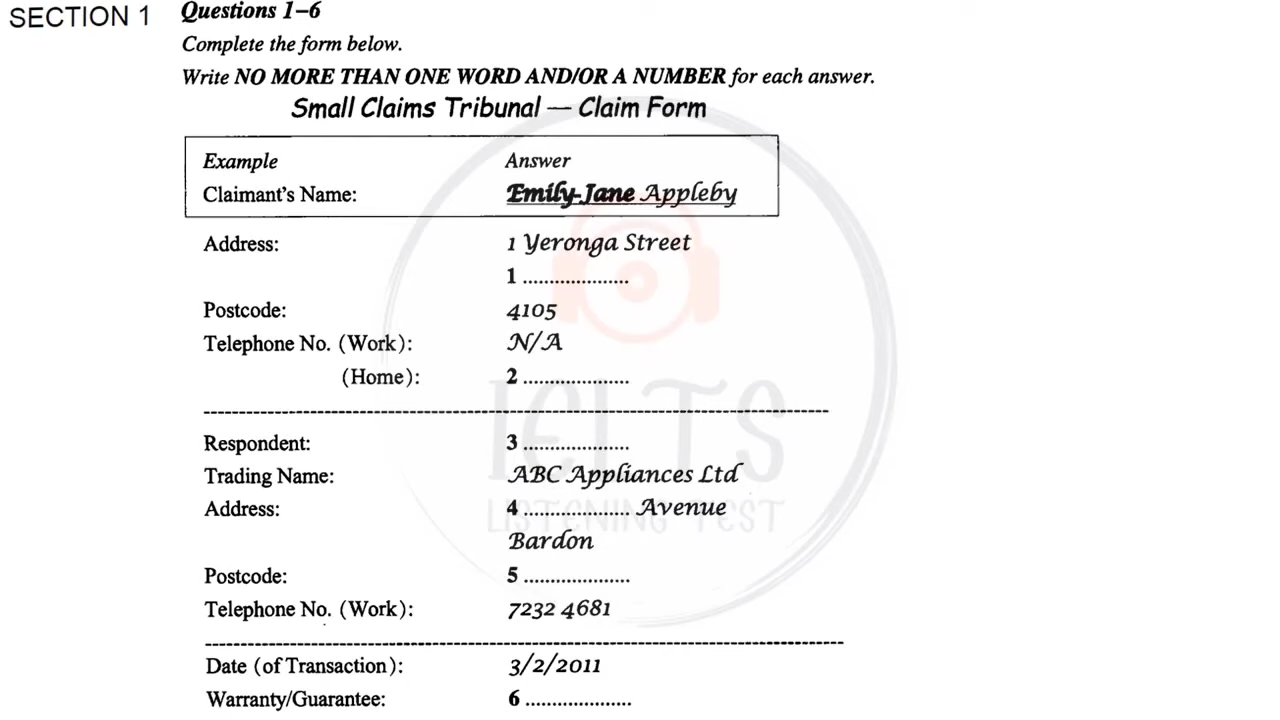 SECTION 1 Questions 1–6
Complete the form below.
Write NO MORE THAN ONE WORD AND/OR A NUMBER for each answer.
Small Claims Tribunal — Claim Form
Example Answer
Claimant's Name: Emily-Jane Appleby
Address: 1 Yeronga Street
1 ....................
Postcode: 4105
Telephone No. (Work): N/A
(Home): 2 ....................
Respondent: 3 ....................
Trading Name: ABC Appliances Ltd
Address: 4 .................... Avenue
Bardon
Postcode: 5 ....................
Telephone No. (Work): 7232 4681
Date (of Transaction): 3/2/2011
Warranty/Guarantee: 6 ....................
IELTS
LISTENING TEST